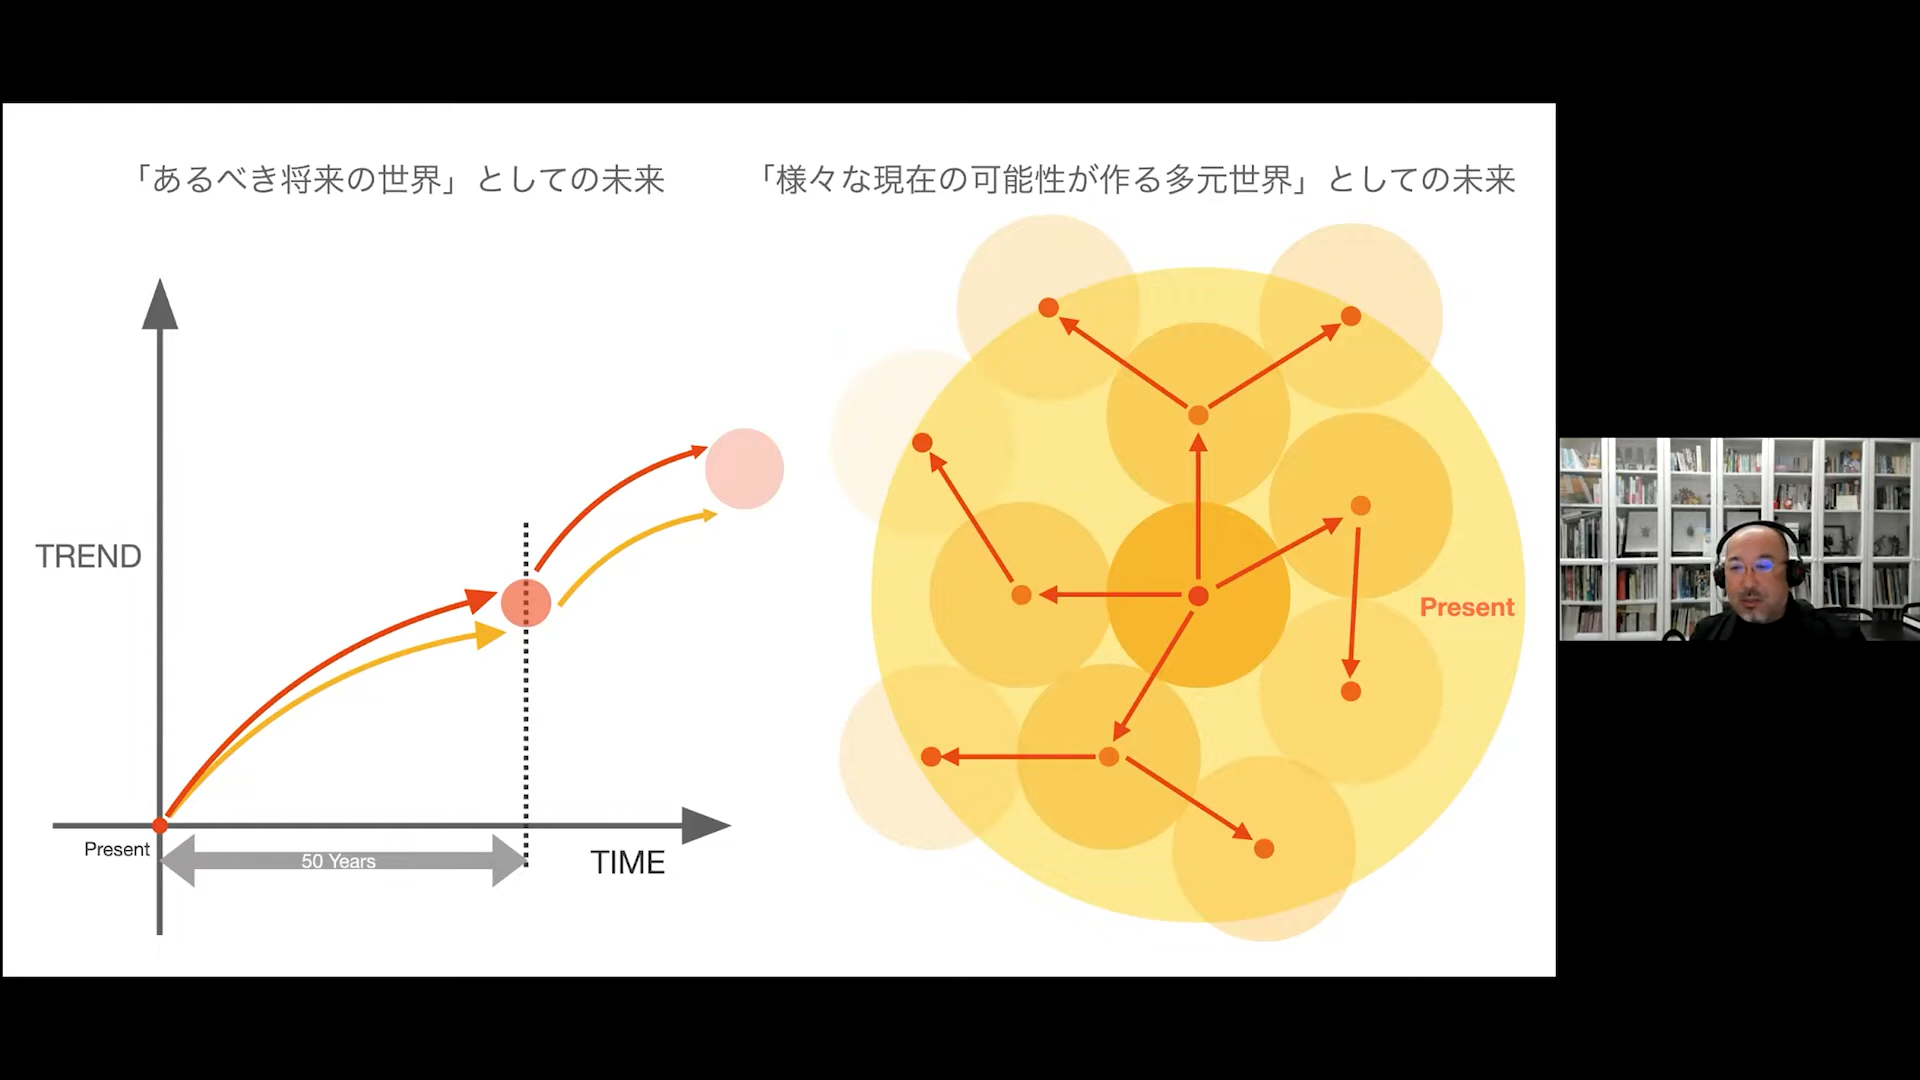 「あるべき将来の世界」としての未来
「様々な現在の可能性が作る多元世界」としての未来
TREND
Present
50 Years
TIME
Present